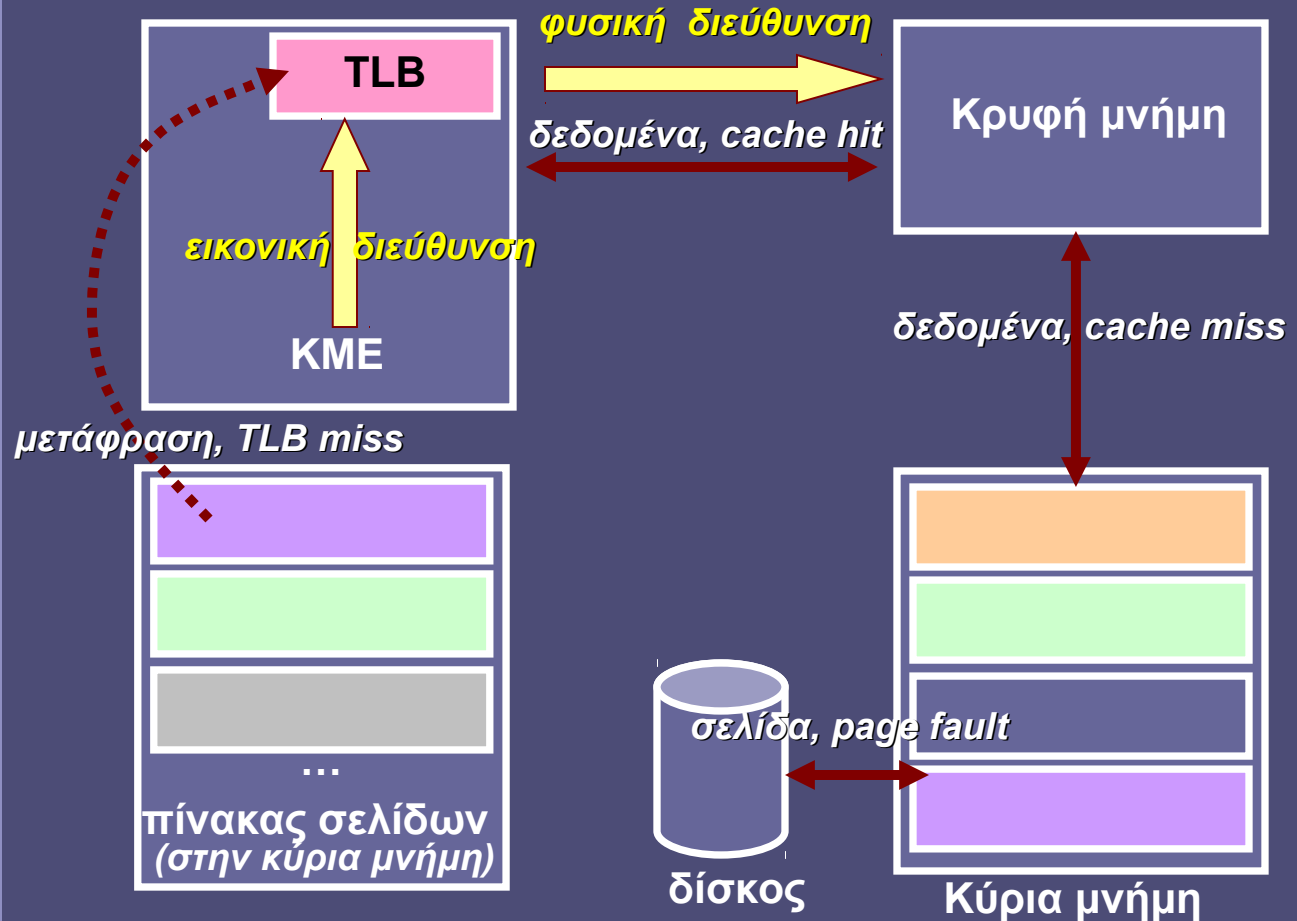 φυσική διεύθυνση
TLB
Κρυφή μνήμη
δεδομένα, cache hit
εικονική διεύθυνση
δεδομένα, cache miss
ΚΜΕ
μετάφραση, TLB miss
σελίδα, page fault
...
πίνακας σελίδων
(στην κύρια μνήμη)
δίσκος
Κύρια μνήμη